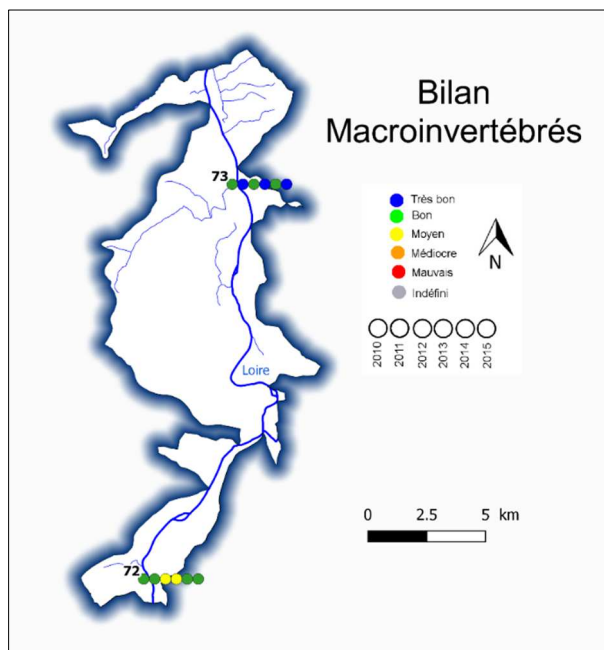 Bilan
Macroinvertébrés
73
Très bon
Bon
Moyen
Médiocre
Mauvais
Indéfini
N
2010
2011
2012
2013
2014
2015
Loire
0 2.5 5 km
72